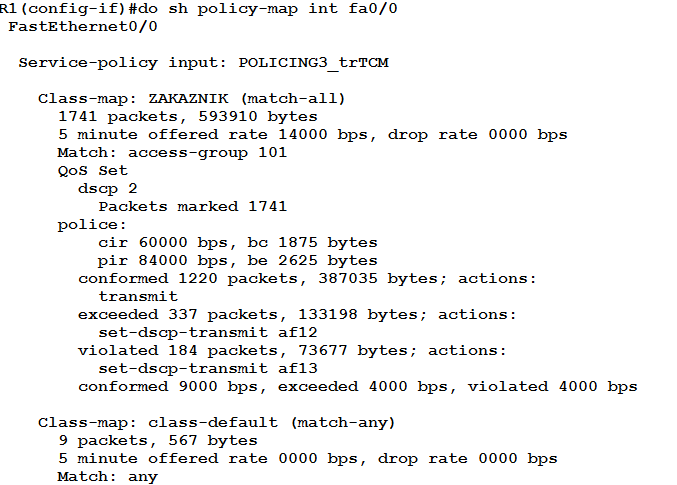 R1(config-if)#do sh policy-map int fa0/0
FastEthernet0/0
Service-policy input: POLICING3_trTCM
Class-map: ZAKAZNIK (match-all)
1741 packets, 593910 bytes
5 minute offered rate 14000 bps, drop rate 0000 bps
Match: access-group 101
QoS Set
dscp 2
Packets marked 1741
police:
cir 60000 bps, bc 1875 bytes
pir 84000 bps, be 2625 bytes
conformed 1220 packets, 387035 bytes; actions:
transmit
exceeded 337 packets, 133198 bytes; actions:
set-dscp-transmit af12
violated 184 packets, 73677 bytes; actions:
set-dscp-transmit af13
conformed 9000 bps, exceeded 4000 bps, violated 4000 bps
Class-map: class-default (match-any)
9 packets, 567 bytes
5 minute offered rate 0000 bps, drop rate 0000 bps
Match: any